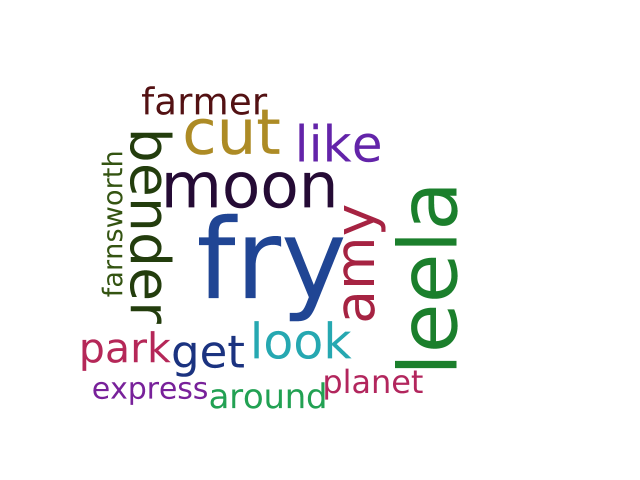 farmer
cut
like
bender
farnsworth
moon
fry
amy
leela
park
get
look
express
around
planet